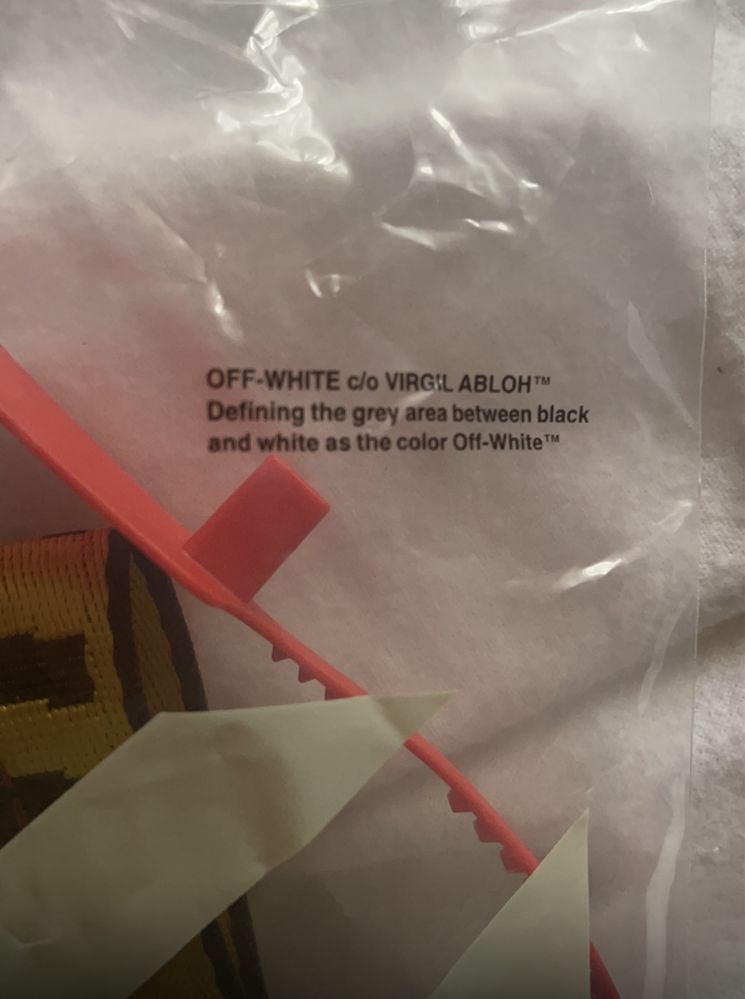 OFF-WHITE c/o VIRGIL ABLOH™
Defining the grey area between black
and white as the color Off-White™